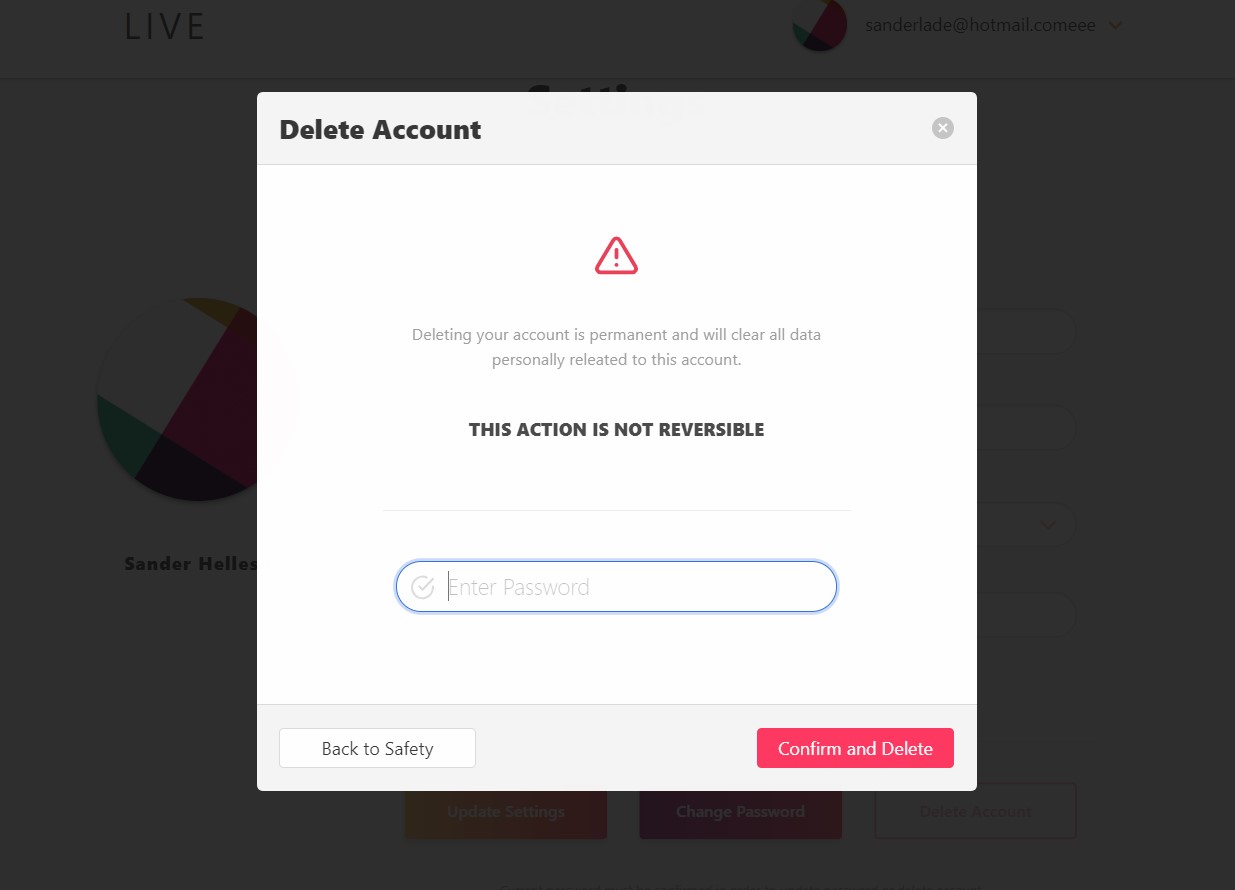 LIVE
sanderlade@hotmail.comeee
Settings
Delete Account
Deleting your account is permanent and will clear all data
personally releated to this account.
THIS ACTION IS NOT REVERSIBLE
Sander Helles
Enter Password
Back to Safety
Confirm and Delete
Update Settings
Change Password
Delete Account